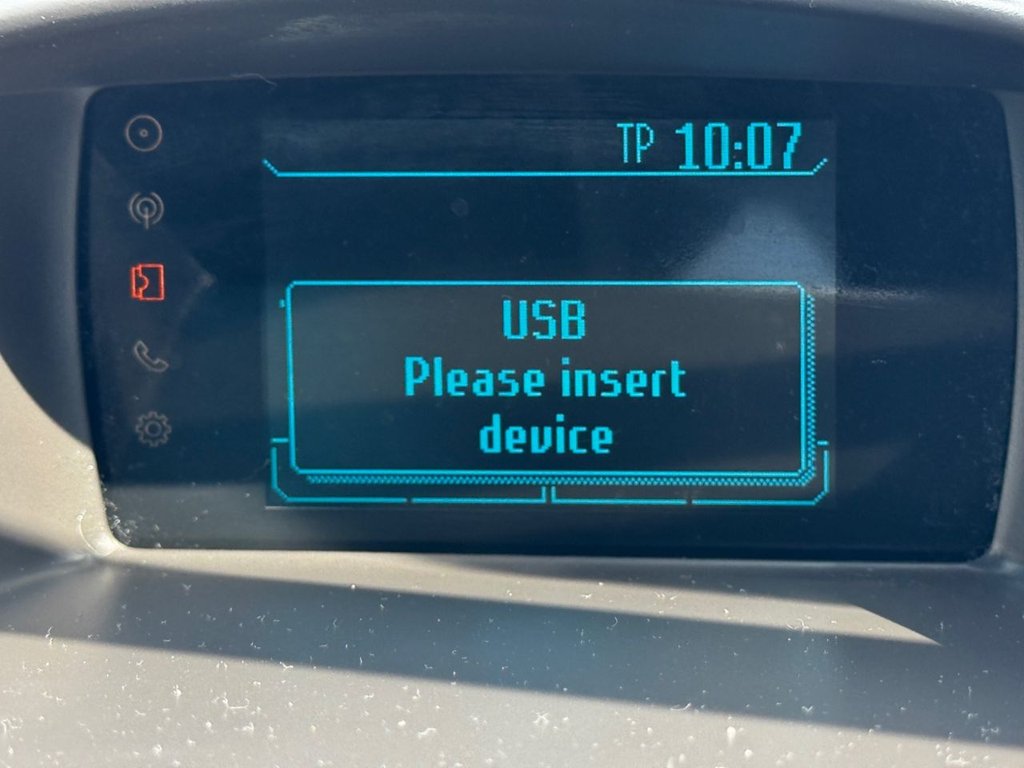 TP 10:07
USB
Please insert
device